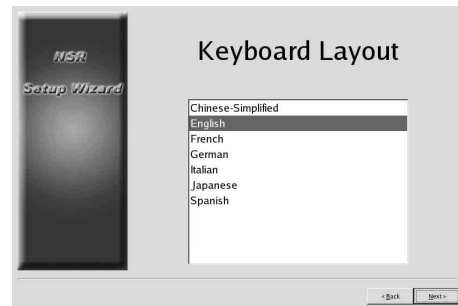 NSR
Setup Wizard
Keyboard Layout
Chinese-Simplified
English
French
German
Italian
Japanese
Spanish
< Back
Next >